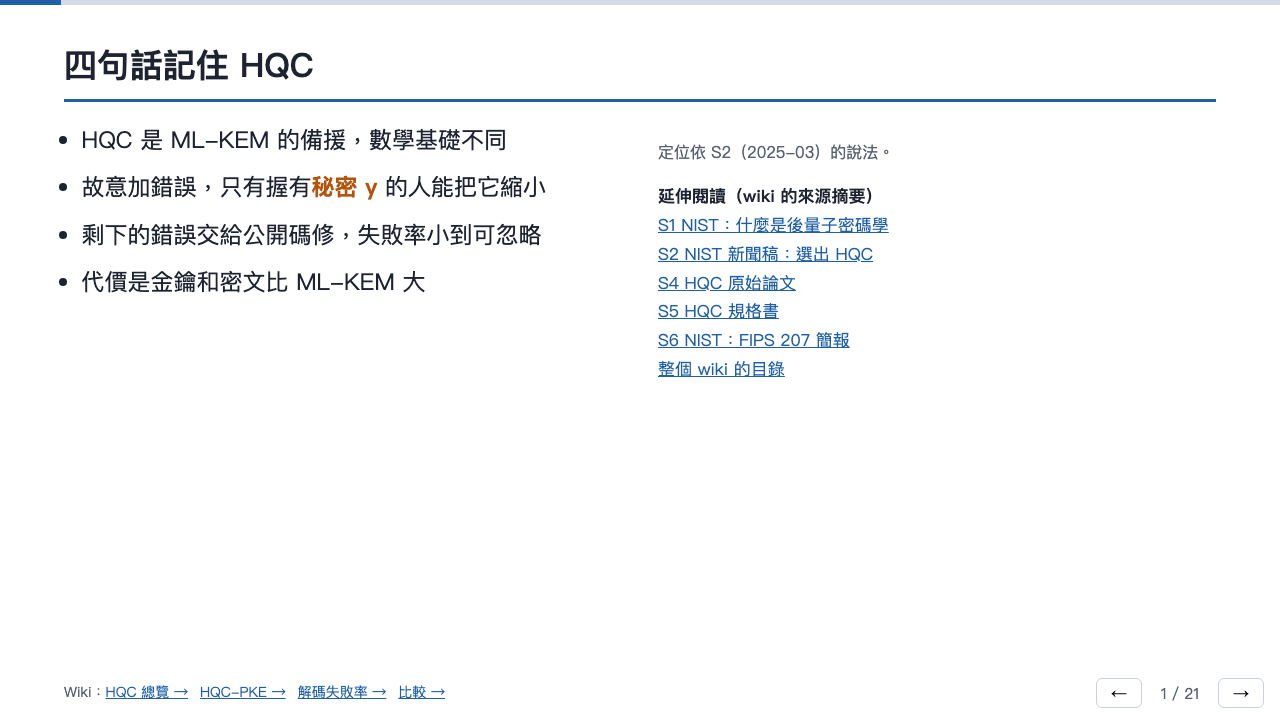 四句話記住 HQC
• HQC 是 ML-KEM 的備援，數學基礎不同
• 故意加錯誤，只有握有秘密 y 的人能把它縮小
• 剩下的錯誤交給公開碼修，失敗率小到可忽略
• 代價是金鑰和密文比 ML-KEM 大
定位依 S2（2025-03）的說法。
延伸閱讀（wiki 的來源摘要）
S1 NIST：什麼是後量子密碼學
S2 NIST 新聞稿：選出 HQC
S4 HQC 原始論文
S5 HQC 規格書
S6 NIST：FIPS 207 簡報
整個 wiki 的目錄
Wiki：HQC 總覽 → HQC-PKE → 解碼失敗率 → 比較 →
← 1 / 21 →